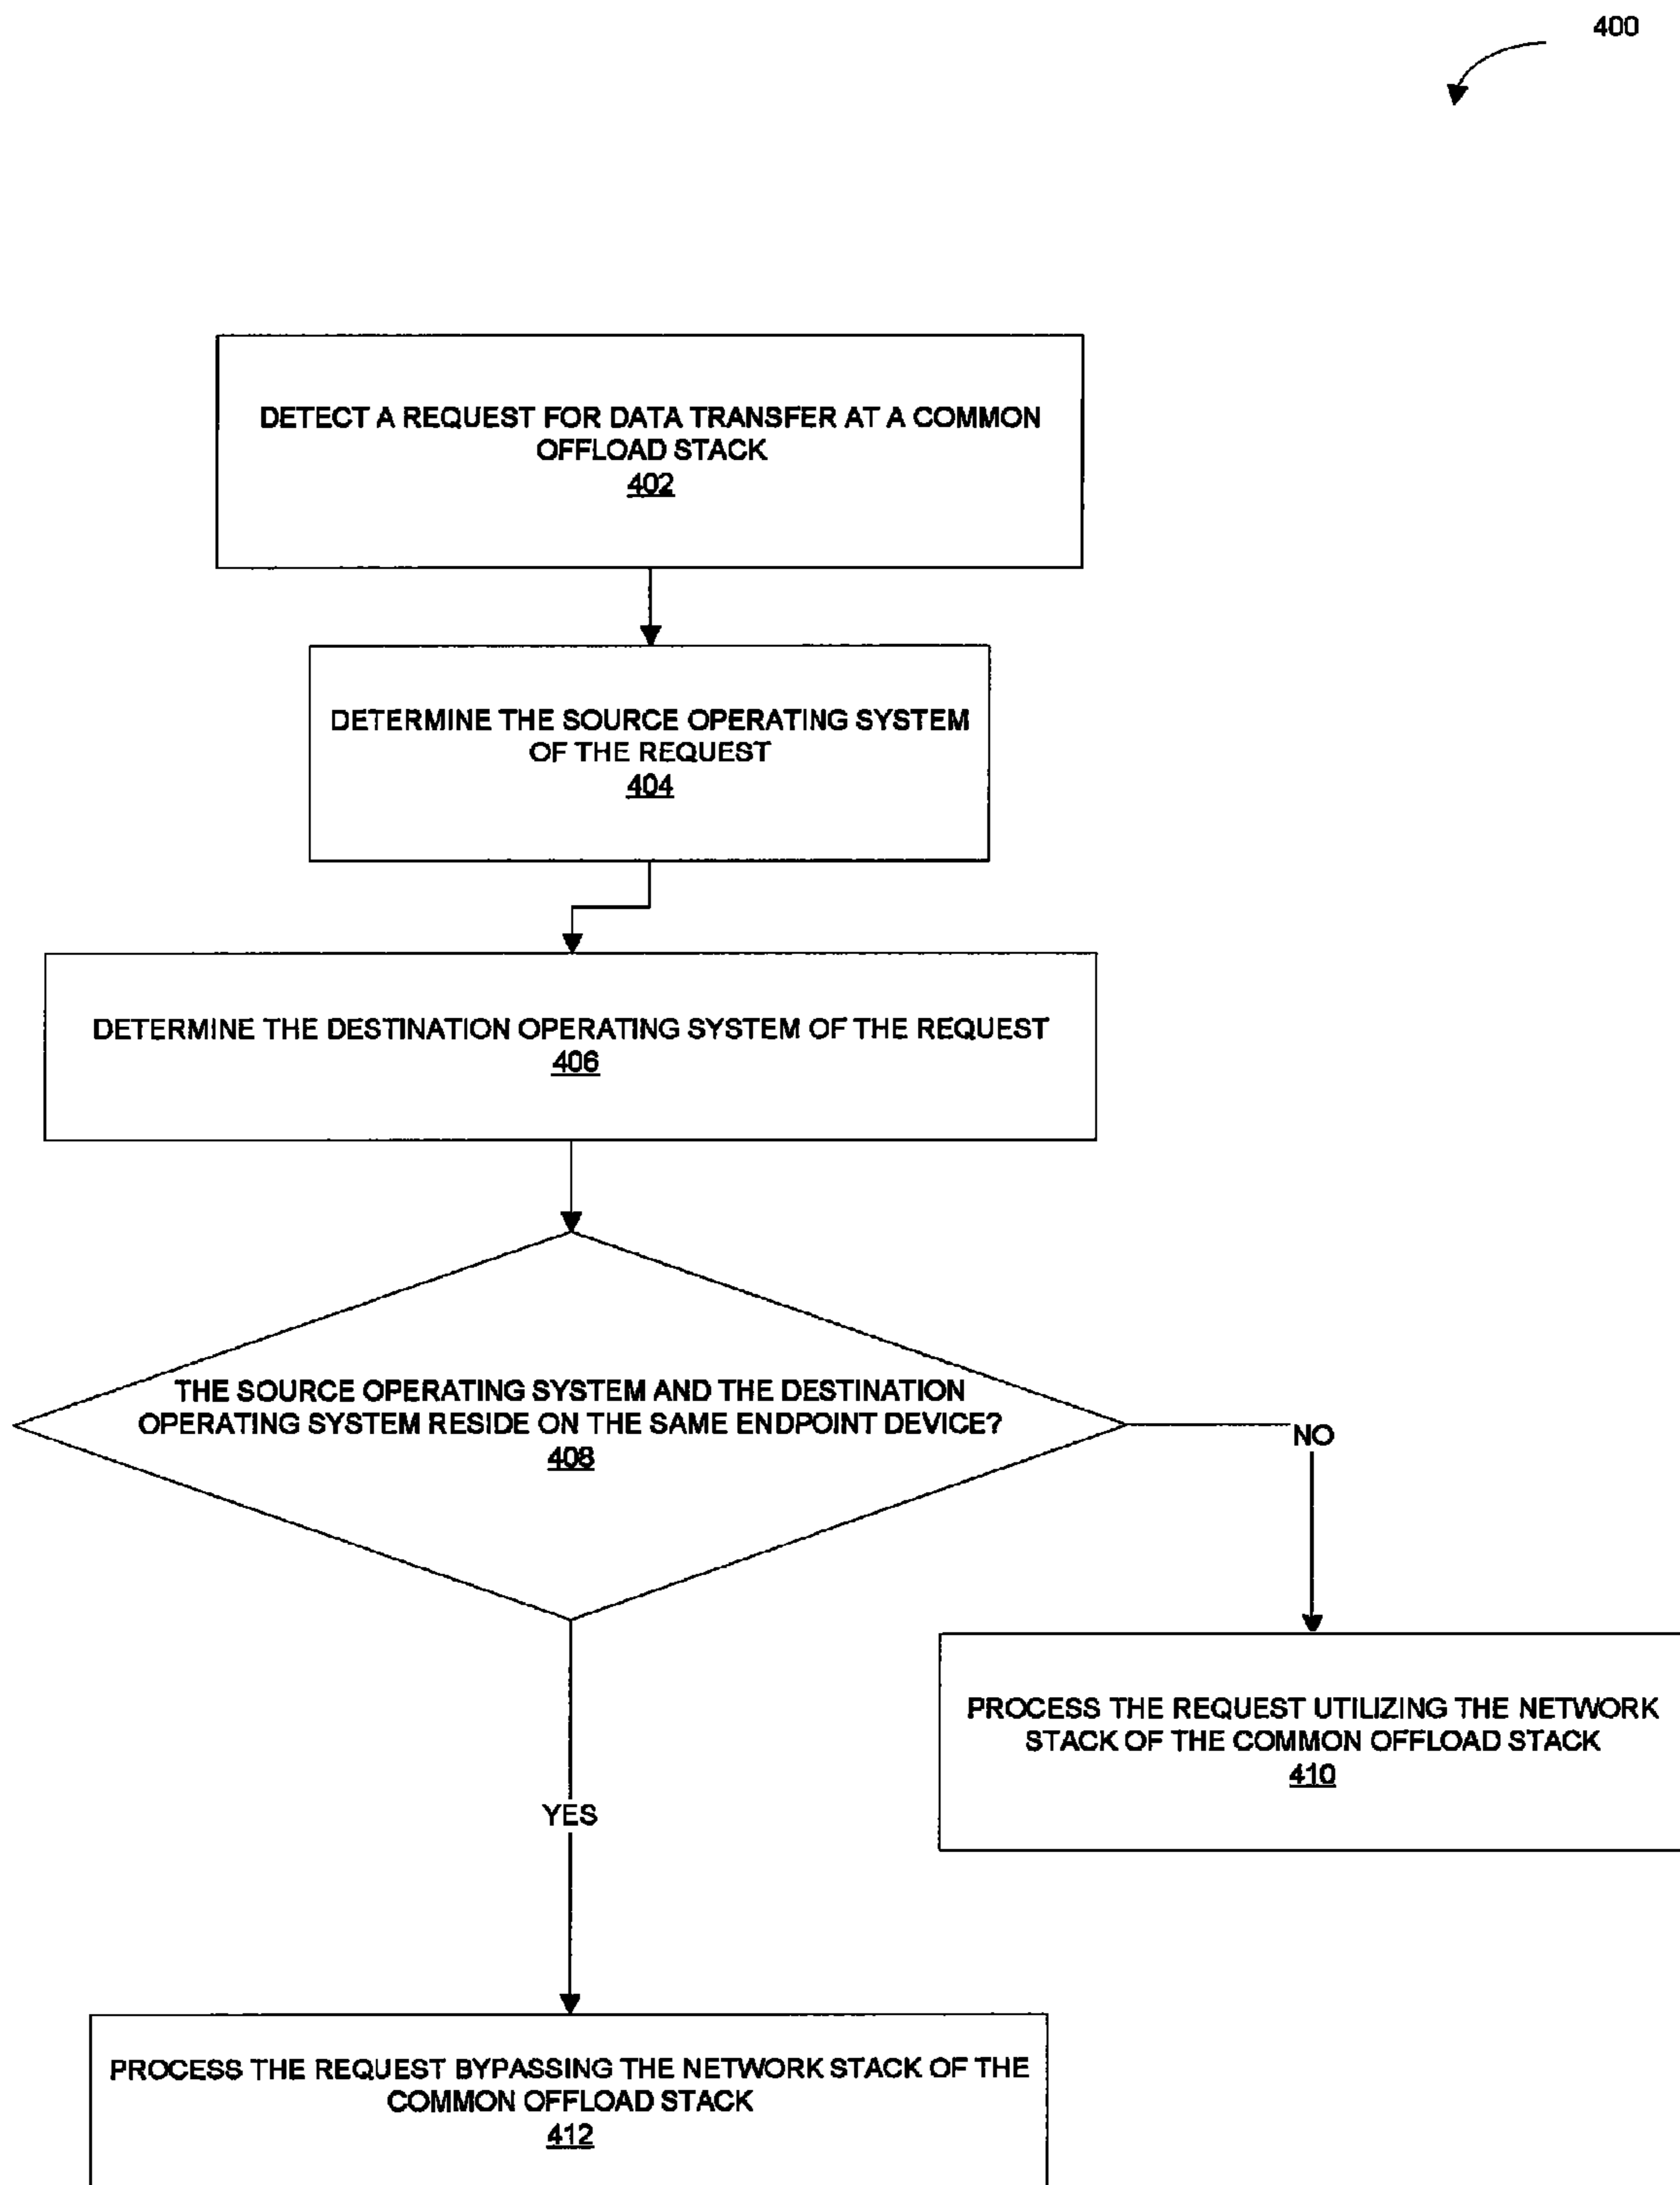 400
DETECT A REQUEST FOR DATA TRANSFER AT A COMMON
OFFLOAD STACK
402
DETERMINE THE SOURCE OPERATING SYSTEM
OF THE REQUEST
404
DETERMINE THE DESTINATION OPERATING SYSTEM OF THE REQUEST
406
THE SOURCE OPERATING SYSTEM AND THE DESTINATION
OPERATING SYSTEM RESIDE ON THE SAME ENDPOINT DEVICE?
408
NO
PROCESS THE REQUEST UTILIZING THE NETWORK
STACK OF THE COMMON OFFLOAD STACK
410
YES
PROCESS THE REQUEST BYPASSING THE NETWORK STACK OF THE
COMMON OFFLOAD STACK
412